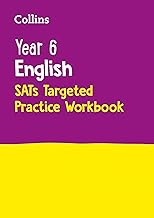 Collins
Year 6
English
SATs Targeted
Practice Workbook